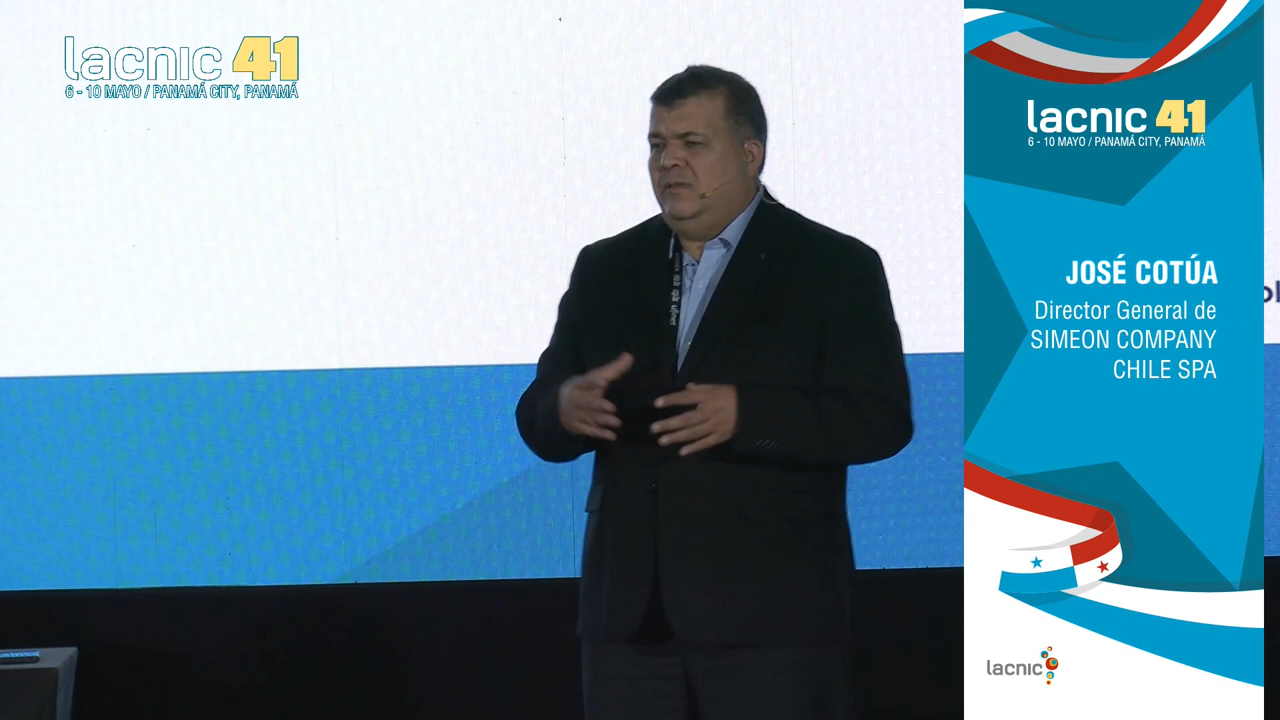 lacnic 41
6 - 10 MAYO / PANAMÁ CITY, PANAMÁ
lacnic 41
6 - 10 MAYO / PANAMÁ CITY, PANAMÁ
JOSÉ COTÚA
Director General de
SIMEON COMPANY
CHILE SPA
lacnic